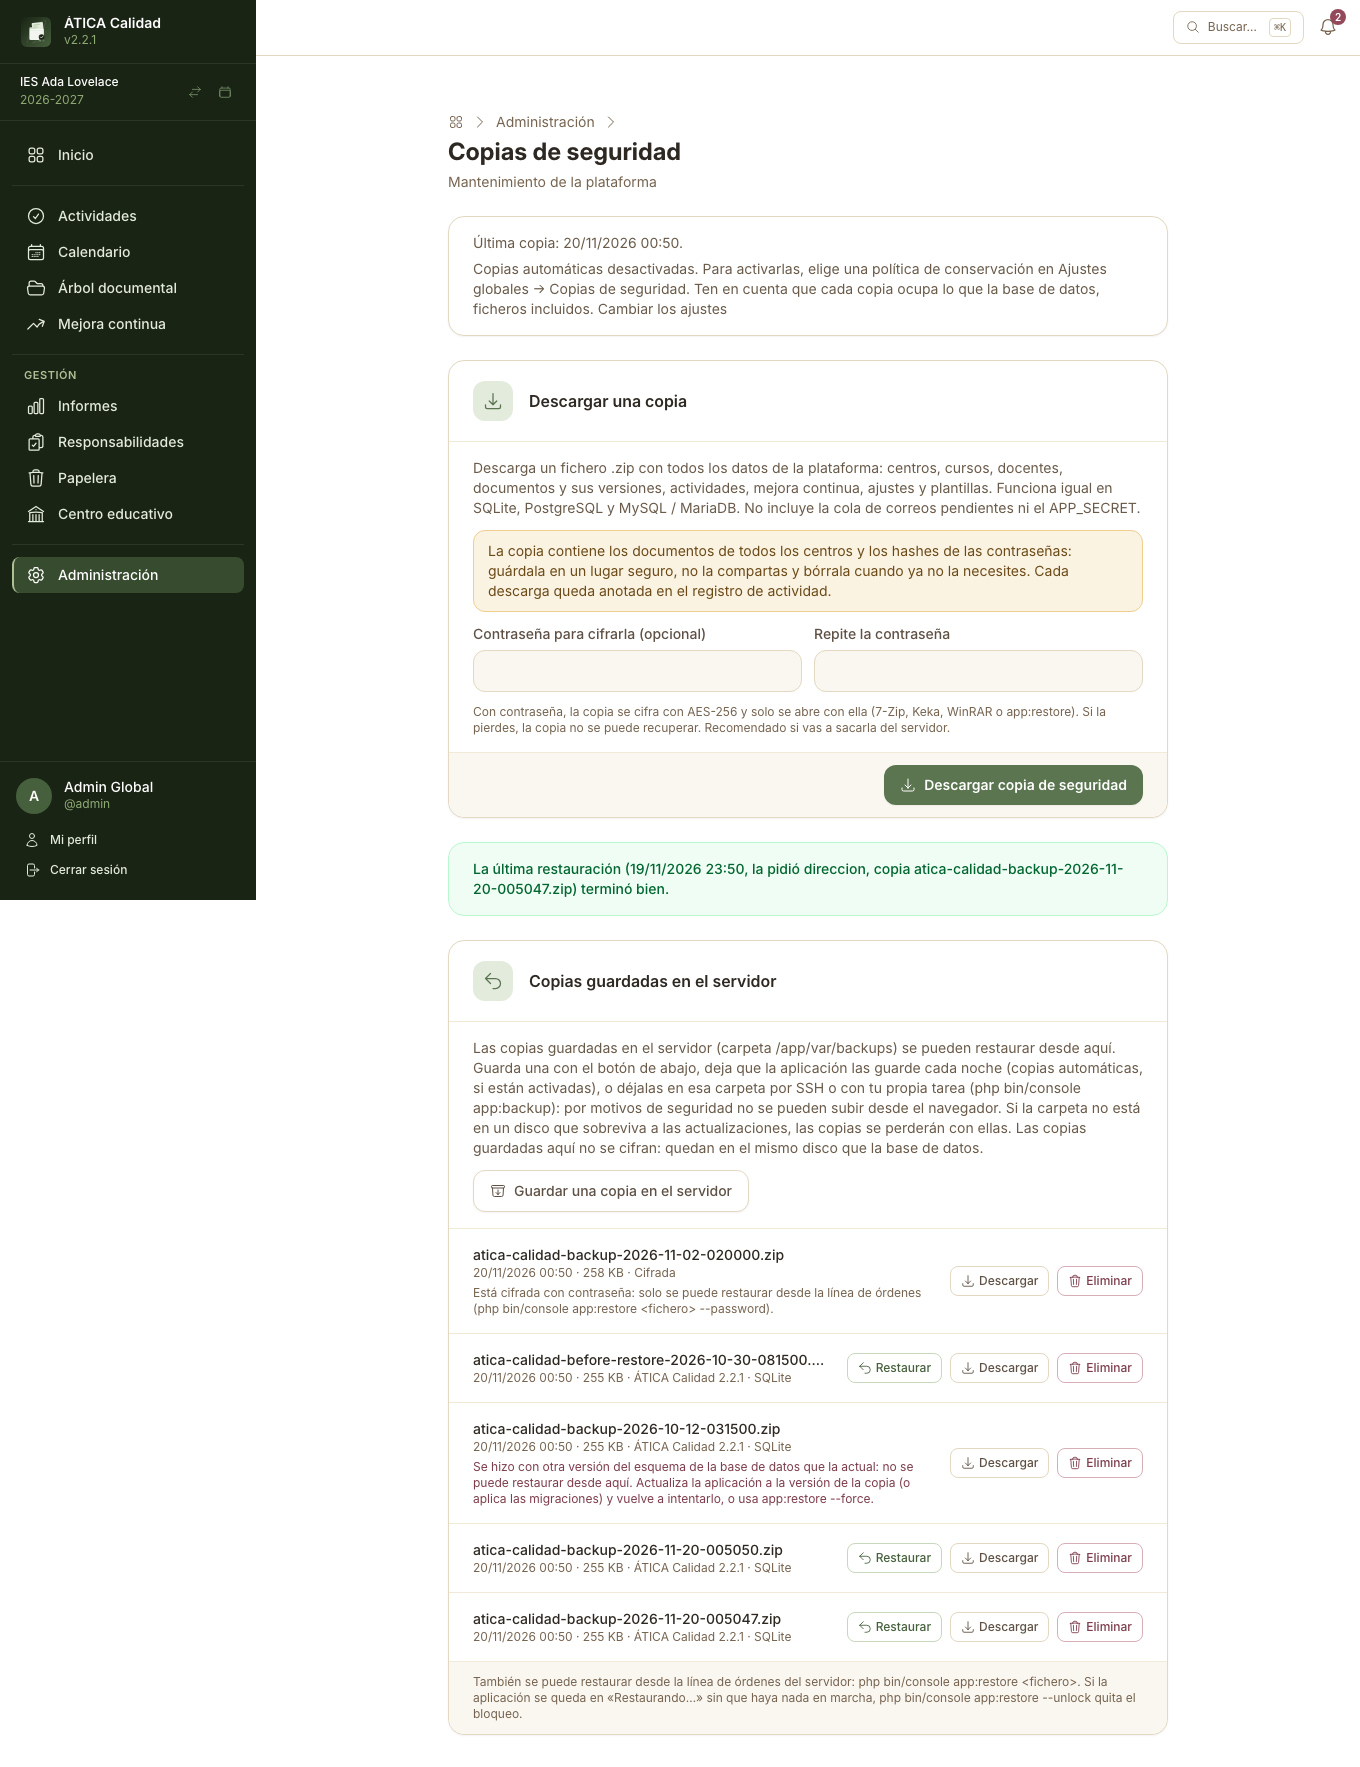 ÁTICA Calidad
v2.2.1
IES Ada Lovelace
2026-2027
Inicio
Actividades
Calendario
Árbol documental
Mejora continua
GESTIÓN
Informes
Responsabilidades
Papelera
Centro educativo
Administración
A
Admin Global
@admin
Mi perfil
Cerrar sesión
Buscar...
⌘K
2
Administración
Copias de seguridad
Mantenimiento de la plataforma
Última copia: 20/11/2026 00:50.
Copias automáticas desactivadas. Para activarlas, elige una política de conservación en Ajustes
globales → Copias de seguridad. Ten en cuenta que cada copia ocupa lo que la base de datos,
ficheros incluidos. Cambiar los ajustes
Descargar una copia
Descarga un fichero .zip con todos los datos de la plataforma: centros, cursos, docentes,
documentos y sus versiones, actividades, mejora continua, ajustes y plantillas. Funciona igual en
SQLite, PostgreSQL y MySQL / MariaDB. No incluye la cola de correos pendientes ni el APP_SECRET.
La copia contiene los documentos de todos los centros y los hashes de las contraseñas:
guárdala en un lugar seguro, no la compartas y bórrala cuando ya no la necesites. Cada
descarga queda anotada en el registro de actividad.
Contraseña para cifrarla (opcional)
Repite la contraseña
Con contraseña, la copia se cifra con AES-256 y solo se abre con ella (7-Zip, Keka, WinRAR o app:restore). Si la
pierdes, la copia no se puede recuperar. Recomendado si vas a sacarla del servidor.
Descargar copia de seguridad
La última restauración (19/11/2026 23:50, la pidió direccion, copia atica-calidad-backup-2026-11-
20-005047.zip) terminó bien.
Copias guardadas en el servidor
Las copias guardadas en el servidor (carpeta /app/var/backups) se pueden restaurar desde aquí.
Guarda una con el botón de abajo, deja que la aplicación las guarde cada noche (copias automáticas,
si están activadas), o déjalas en esa carpeta por SSH o con tu propia tarea (php bin/console
app:backup): por motivos de seguridad no se pueden subir desde el navegador. Si la carpeta no está
en un disco que sobreviva a las actualizaciones, las copias se perderán con ellas. Las copias
guardadas aquí no se cifran: quedan en el mismo disco que la base de datos.
Guardar una copia en el servidor
atica-calidad-backup-2026-11-02-020000.zip
20/11/2026 00:50 · 258 KB · Cifrada
Está cifrada con contraseña: solo se puede restaurar desde la línea de órdenes
(php bin/console app:restore <fichero> --password).
Descargar
Eliminar
atica-calidad-before-restore-2026-10-30-081500....
20/11/2026 00:50 · 255 KB · ÁTICA Calidad 2.2.1 · SQLite
Restaurar
Descargar
Eliminar
atica-calidad-backup-2026-10-12-031500.zip
20/11/2026 00:50 · 255 KB · ÁTICA Calidad 2.2.1 · SQLite
Se hizo con otra versión del esquema de la base de datos que la actual: no se
puede restaurar desde aquí. Actualiza la aplicación a la versión de la copia (o
aplica las migraciones) y vuelve a intentarlo, o usa app:restore --force.
Descargar
Eliminar
atica-calidad-backup-2026-11-20-005050.zip
20/11/2026 00:50 · 255 KB · ÁTICA Calidad 2.2.1 · SQLite
Restaurar
Descargar
Eliminar
atica-calidad-backup-2026-11-20-005047.zip
20/11/2026 00:50 · 255 KB · ÁTICA Calidad 2.2.1 · SQLite
Restaurar
Descargar
Eliminar
También se puede restaurar desde la línea de órdenes del servidor: php bin/console app:restore <fichero>. Si la
aplicación se queda en «Restaurando...» sin que haya nada en marcha, php bin/console app:restore --unlock quita el
bloqueo.